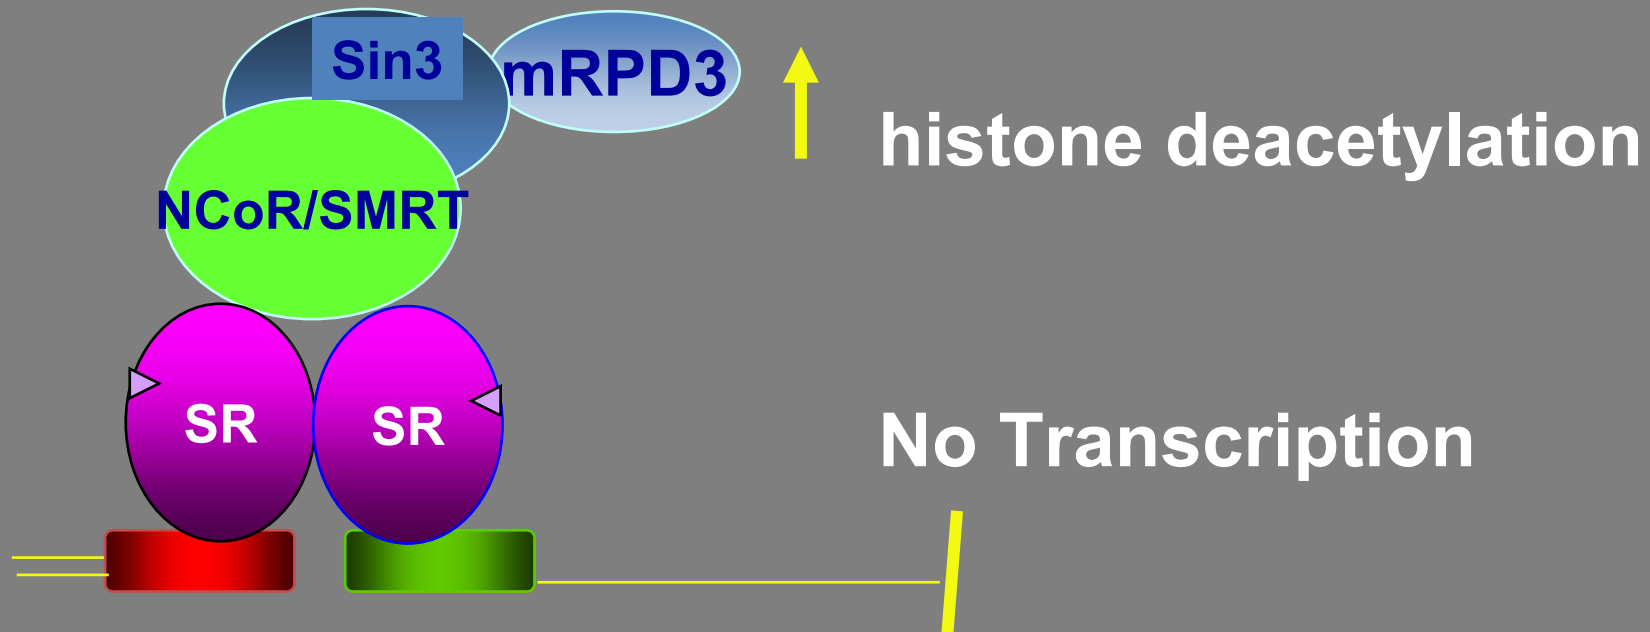 Sin3
mRPD3
histone deacetylation
NCoR/SMRT
SR
SR
No Transcription